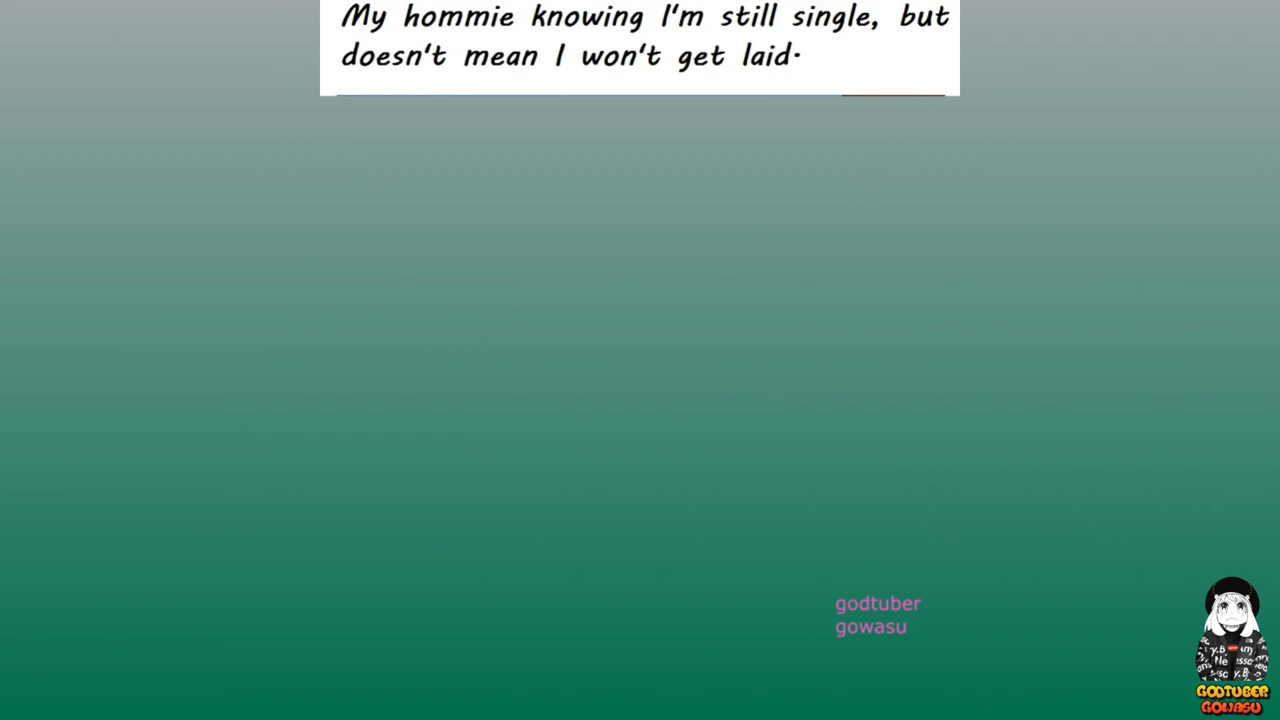 My hommie knowing I'm still single, but
doesn't mean I won't get laid.
godtuber
gowasu
GODTUBER
GOWASU